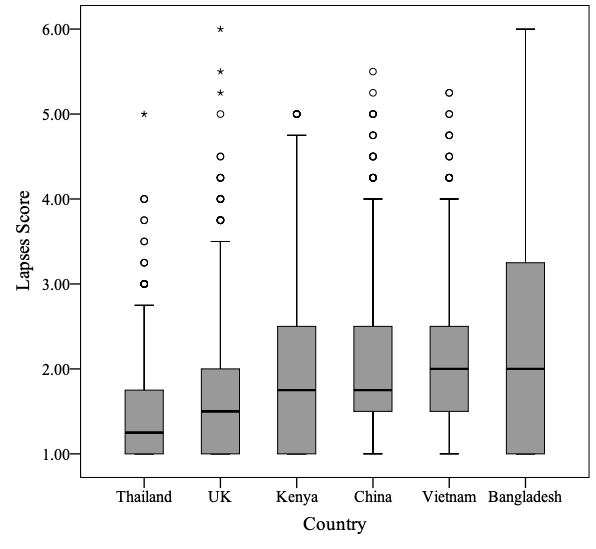 6.00
5.00
4.00
3.00
2.00
1.00
Lapses Score
Thailand UK Kenya China Vietnam Bangladesh
Country